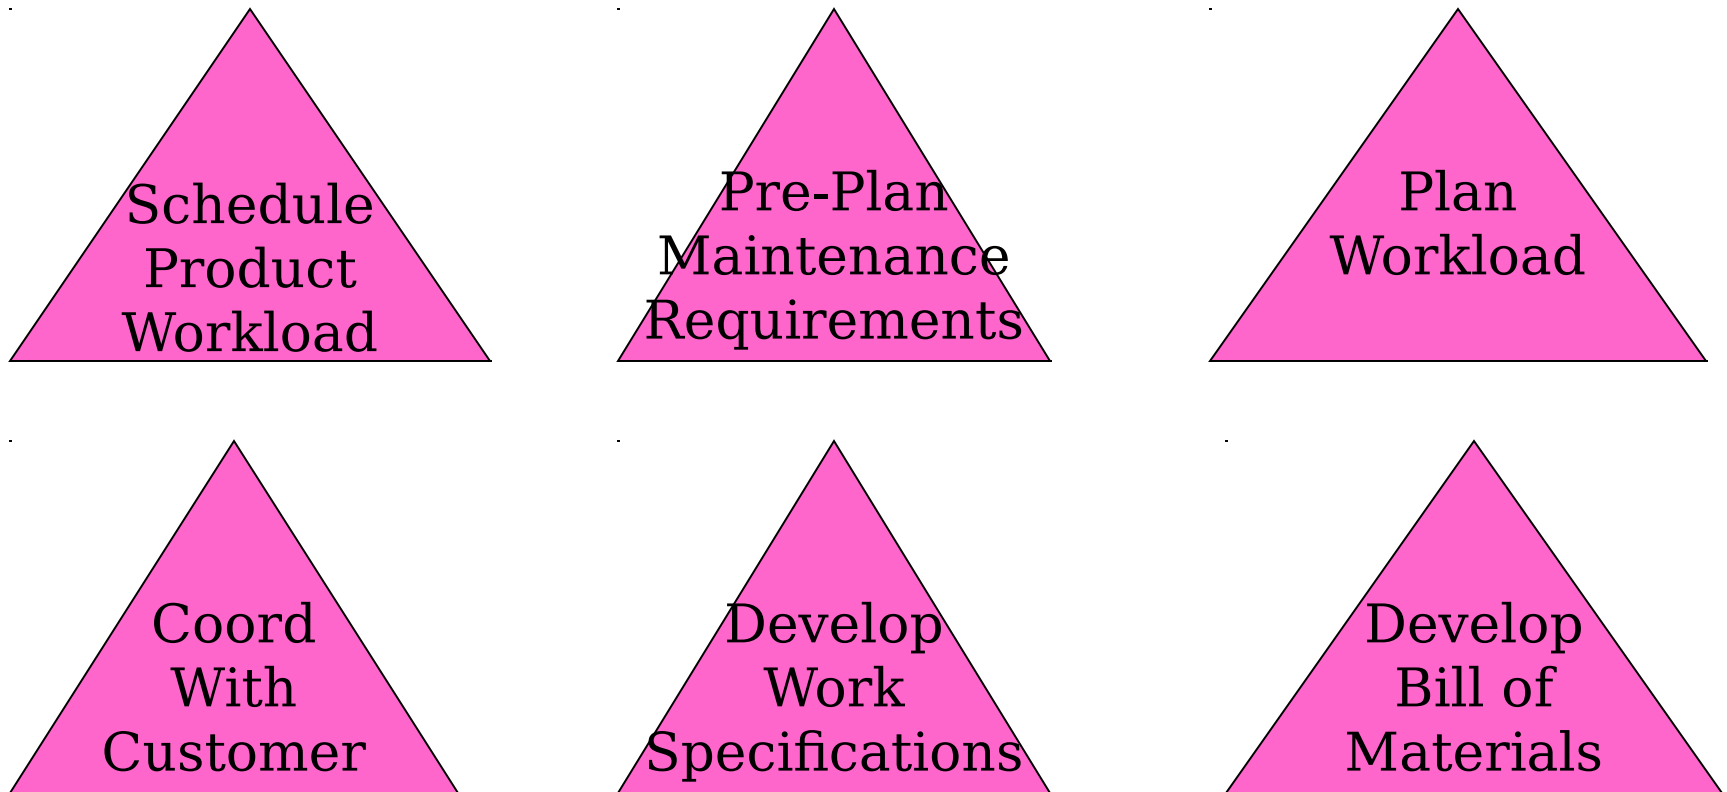 Schedule
Product
Workload
Pre-Plan
Maintenance
Requirements
Plan
Workload
Coord
With
Customer
Develop
Work
Specifications
Develop
Bill of
Materials